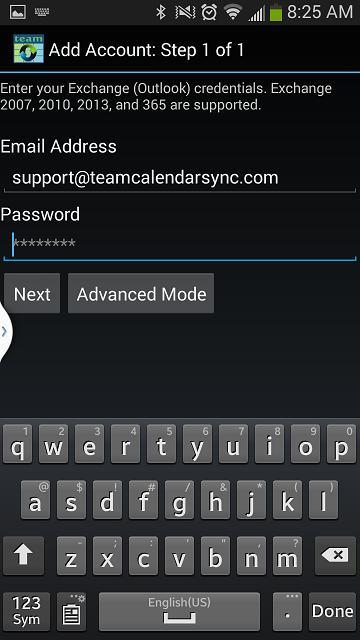 8:25 AM
team
Add Account: Step 1 of 1
Enter your Exchange (Outlook) credentials. Exchange
2007, 2010, 2013, and 365 are supported.
Email Address
support@teamcalendarsync.com
Password
********
Next
Advanced Mode
1 2 3 4 5 6 7 8 9 0
q w e r t y u i o p
@ $ ! # / & * ( )
a s d f g h j k l
- ; : ' " , ?
z x c v b n m
123
Sym
English(US)
.
Done